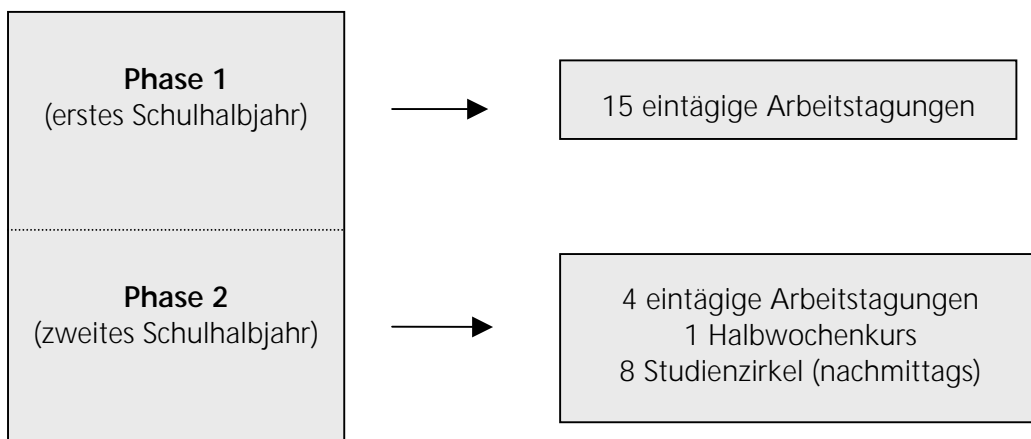 Phase 1
(erstes Schulhalbjahr)
15 eintägige Arbeitstagungen
Phase 2
(zweites Schulhalbjahr)
4 eintägige Arbeitstagungen
1 Halbwochenkurs
8 Studienzirkel (nachmittags)